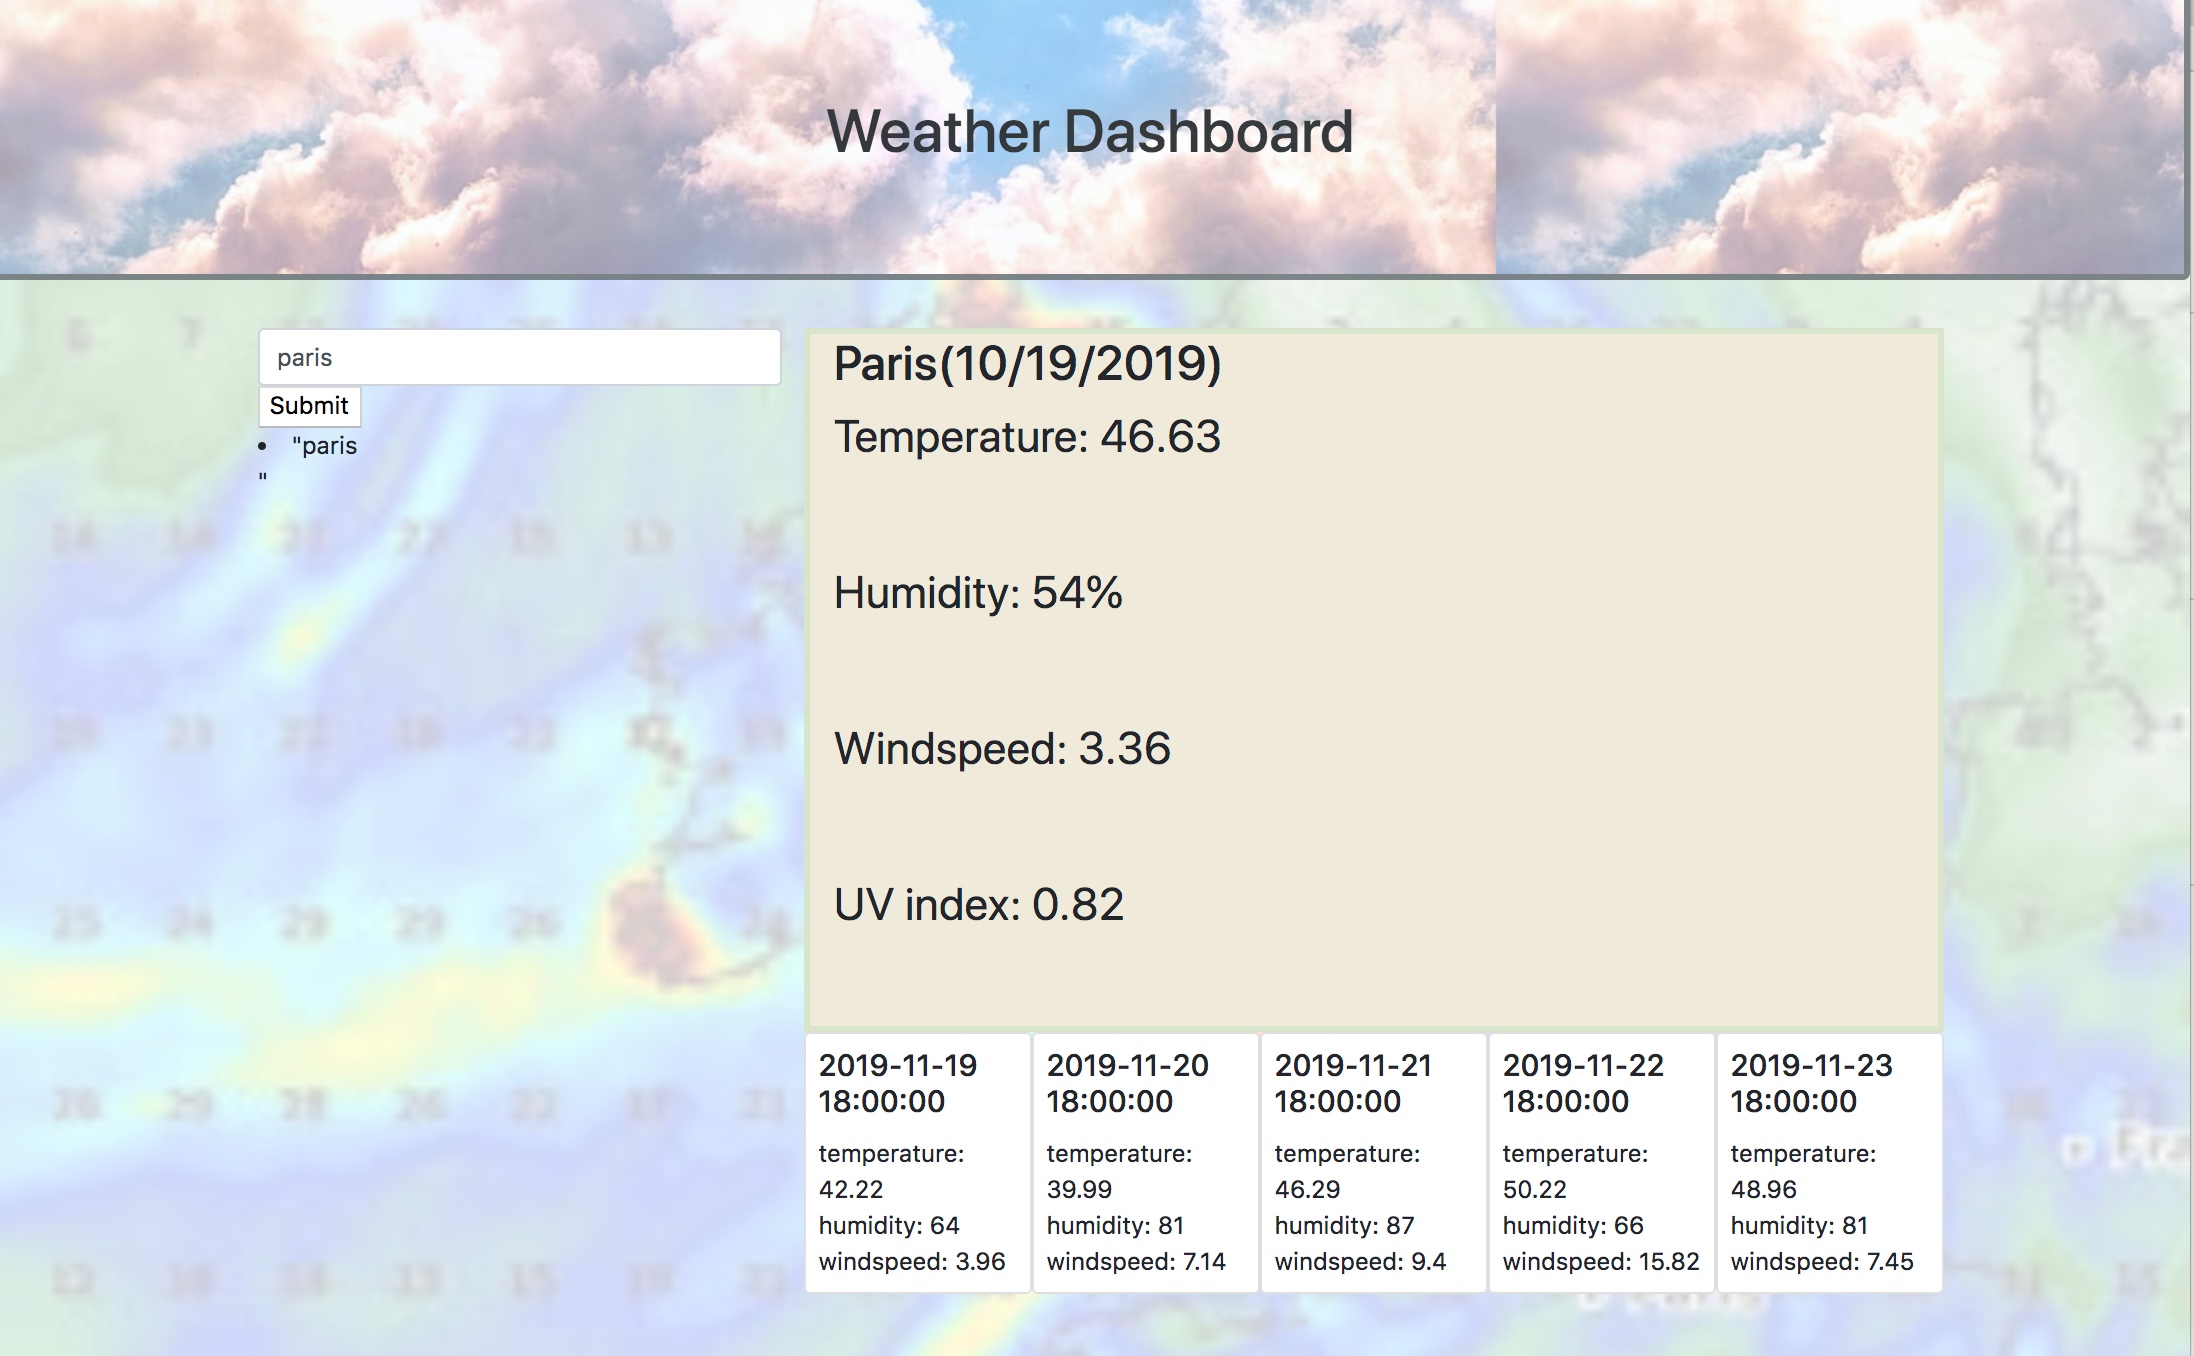 Weather Dashboard
paris
Submit
• "paris
"
Paris(10/19/2019)
Temperature: 46.63
Humidity: 54%
Windspeed: 3.36
UV index: 0.82
2019-11-19
18:00:00
temperature:
42.22
humidity: 64
windspeed: 3.96
2019-11-20
18:00:00
temperature:
39.99
humidity: 81
windspeed: 7.14
2019-11-21
18:00:00
temperature:
46.29
humidity: 87
windspeed: 9.4
2019-11-22
18:00:00
temperature:
50.22
humidity: 66
windspeed: 15.82
2019-11-23
18:00:00
temperature:
48.96
humidity: 81
windspeed: 7.45